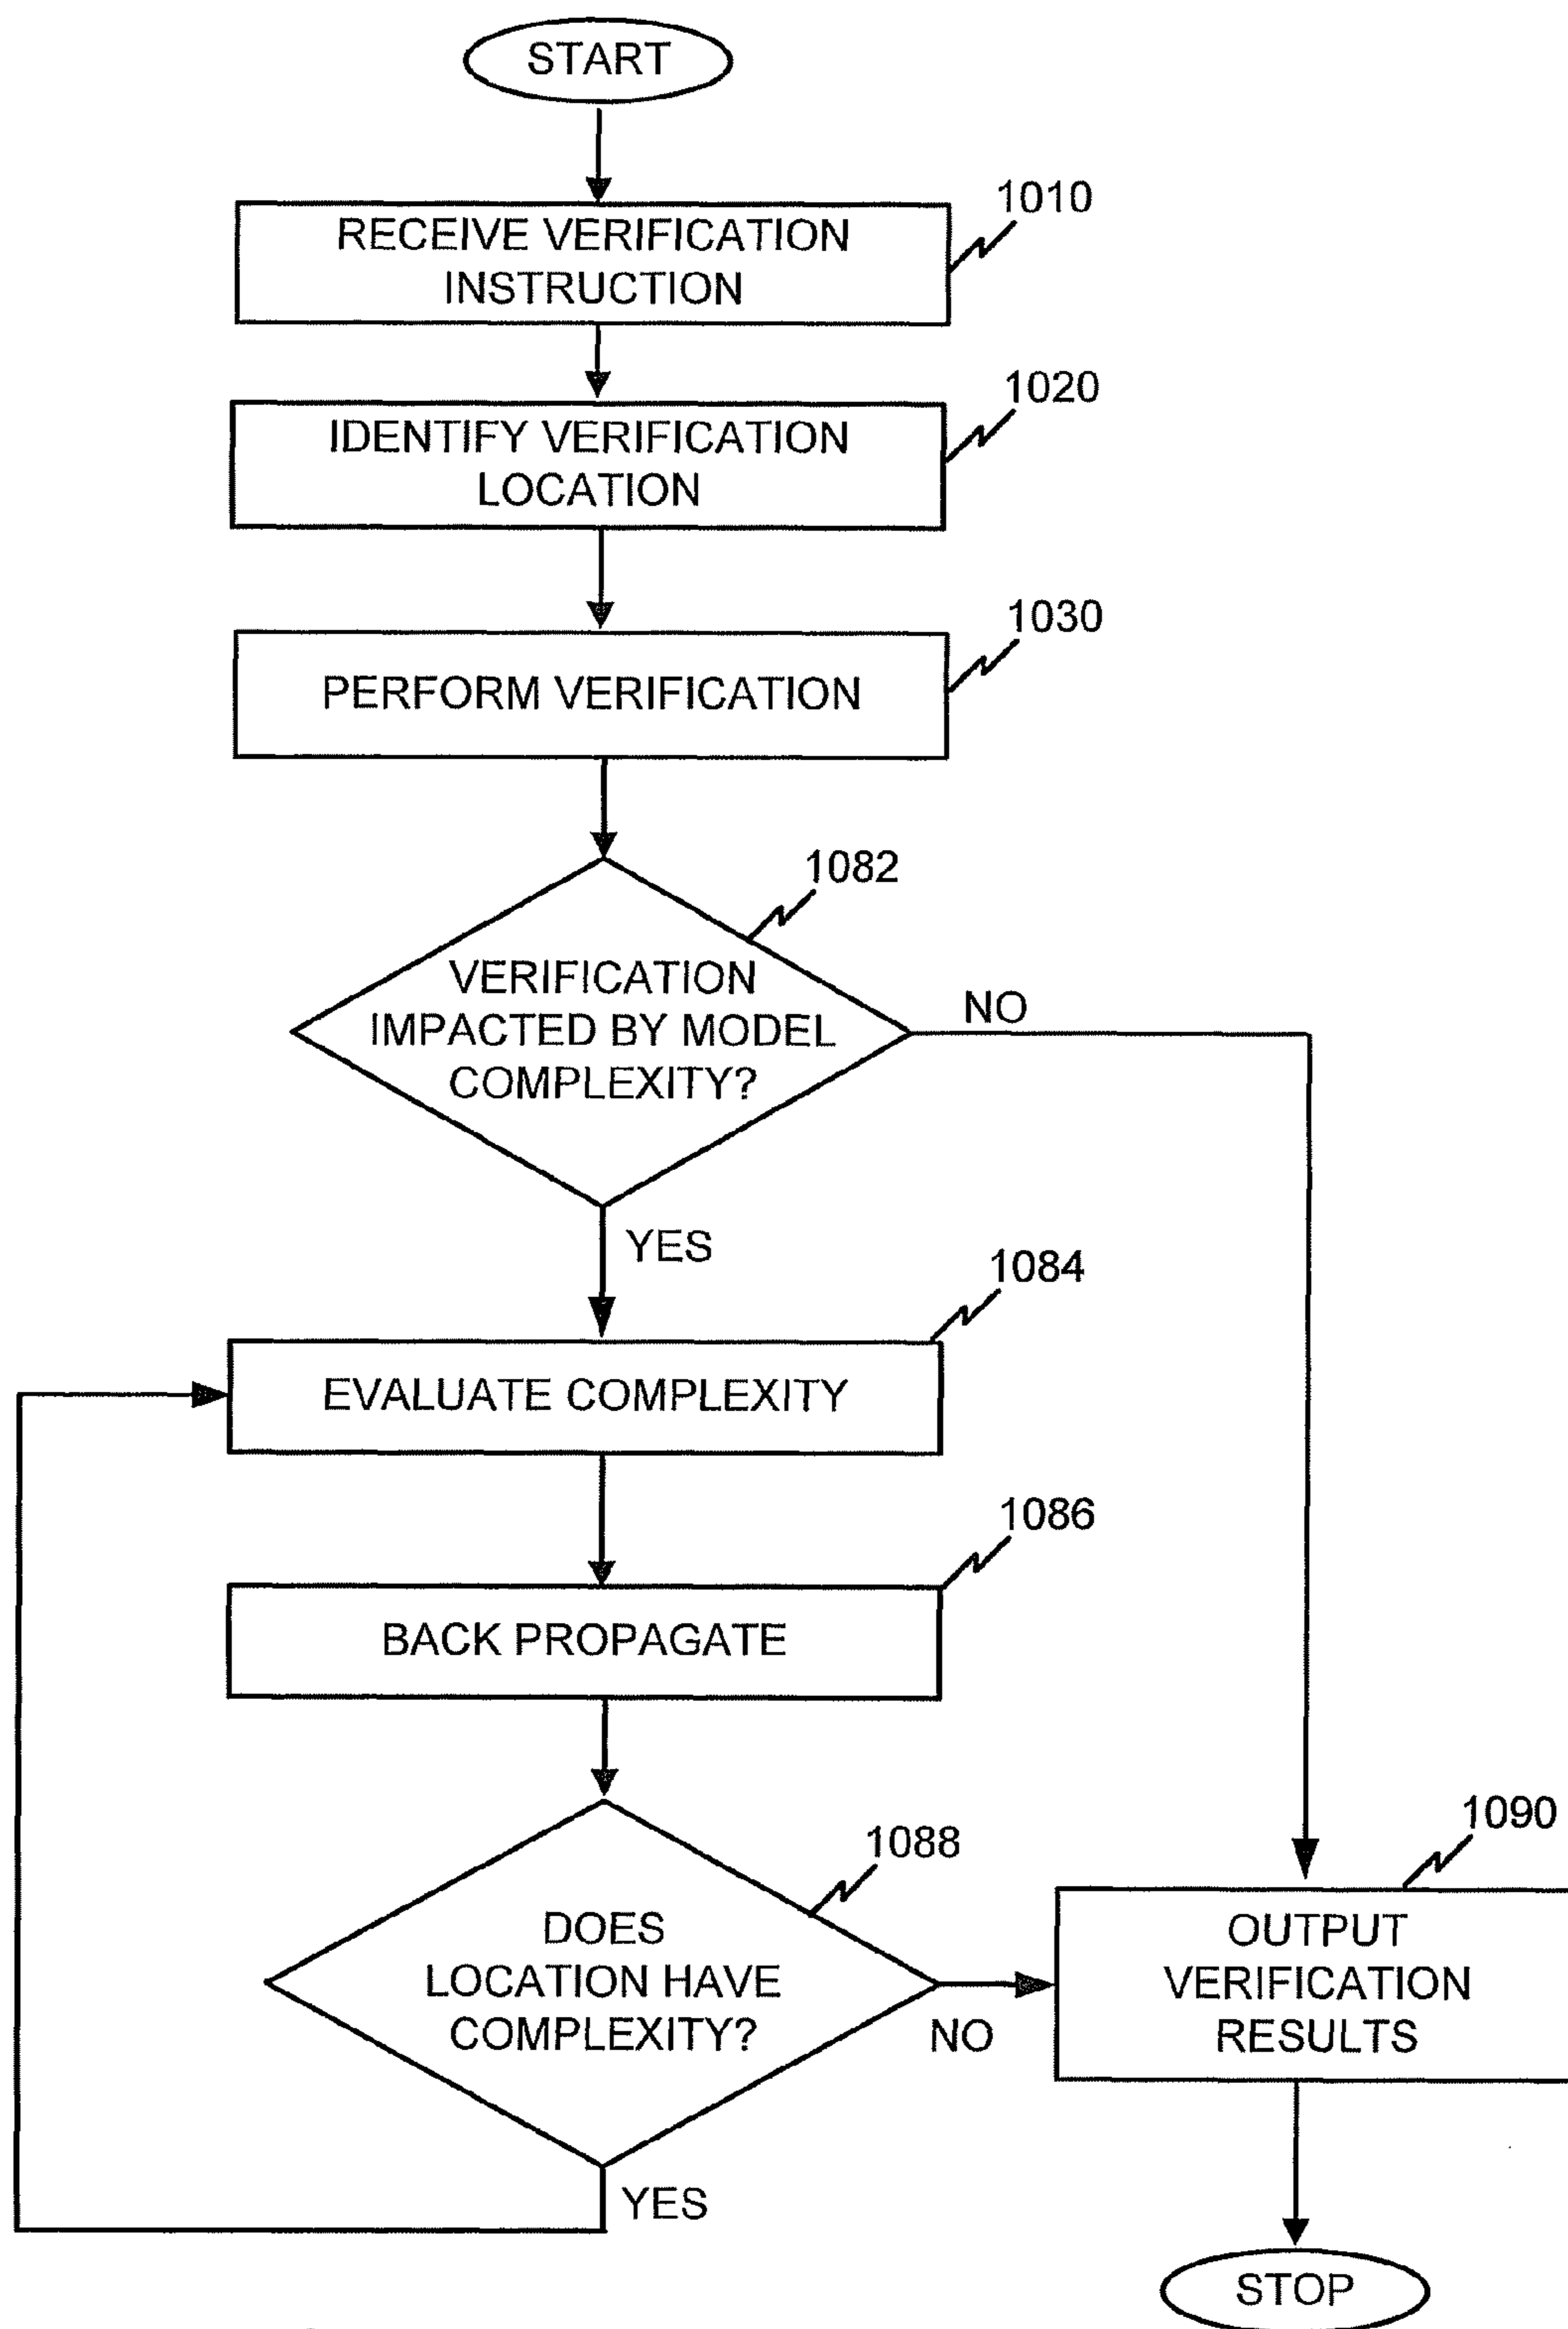 START
1010
RECEIVE VERIFICATION
INSTRUCTION
1020
IDENTIFY VERIFICATION
LOCATION
1030
PERFORM VERIFICATION
1082
VERIFICATION
IMPACTED BY MODEL
COMPLEXITY?
NO
YES
1084
EVALUATE COMPLEXITY
1086
BACK PROPAGATE
1088
DOES
LOCATION HAVE
COMPLEXITY?
NO
YES
1090
OUTPUT
VERIFICATION
RESULTS
STOP